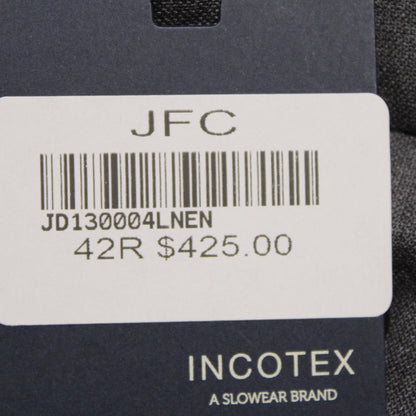 JFC
JD130004LNEN
42R $425.00
INCOTEX
A SLOWEAR BRAND